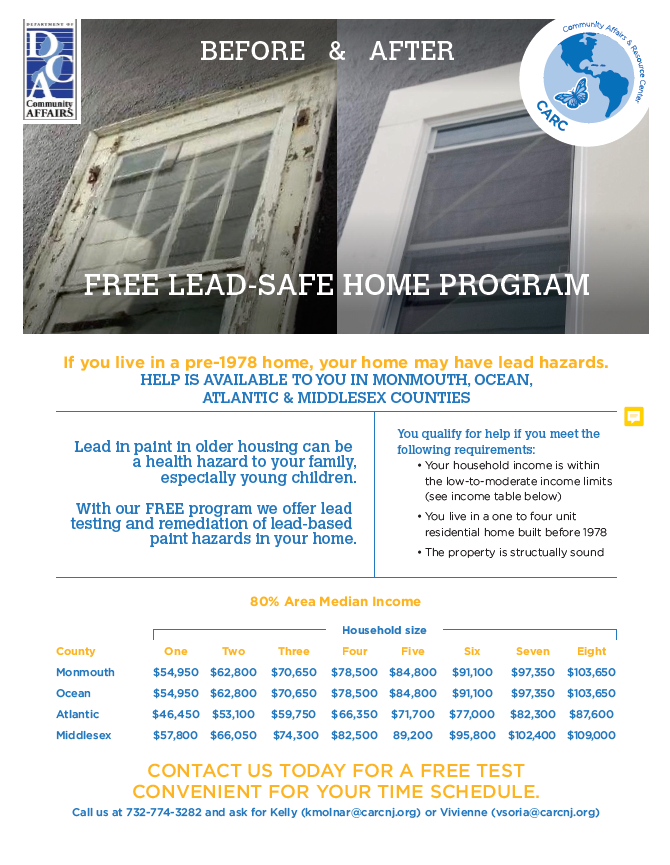 DEPARTMENT OF
DCA
Community
AFFAIRS
BEFORE & AFTER
Community Affairs & Resource Center
CARC
FREE LEAD-SAFE HOME PROGRAM
If you live in a pre-1978 home, your home may have lead hazards.
HELP IS AVAILABLE TO YOU IN MONMOUTH, OCEAN,
ATLANTIC & MIDDLESEX COUNTIES
Lead in paint in older housing can be
a health hazard to your family,
especially young children.
With our FREE program we offer lead
testing and remediation of lead-based
paint hazards in your home.
You qualify for help if you meet the
following requirements:
• Your household income is within
the low-to-moderate income limits
(see income table below)
• You live in a one to four unit
residential home built before 1978
• The property is structually sound
80% Area Median Income
Household size
County One Two Three Four Five Six Seven Eight
Monmouth $54,950 $62,800 $70,650 $78,500 $84,800 $91,100 $97,350 $103,650
Ocean $54,950 $62,800 $70,650 $78,500 $84,800 $91,100 $97,350 $103,650
Atlantic $46,450 $53,100 $59,750 $66,350 $71,700 $77,000 $82,300 $87,600
Middlesex $57,800 $66,050 $74,300 $82,500 89,200 $95,800 $102,400 $109,000
CONTACT US TODAY FOR A FREE TEST
CONVENIENT FOR YOUR TIME SCHEDULE.
Call us at 732-774-3282 and ask for Kelly (kmolnar@carcnj.org) or Vivienne (vsoria@carcnj.org)